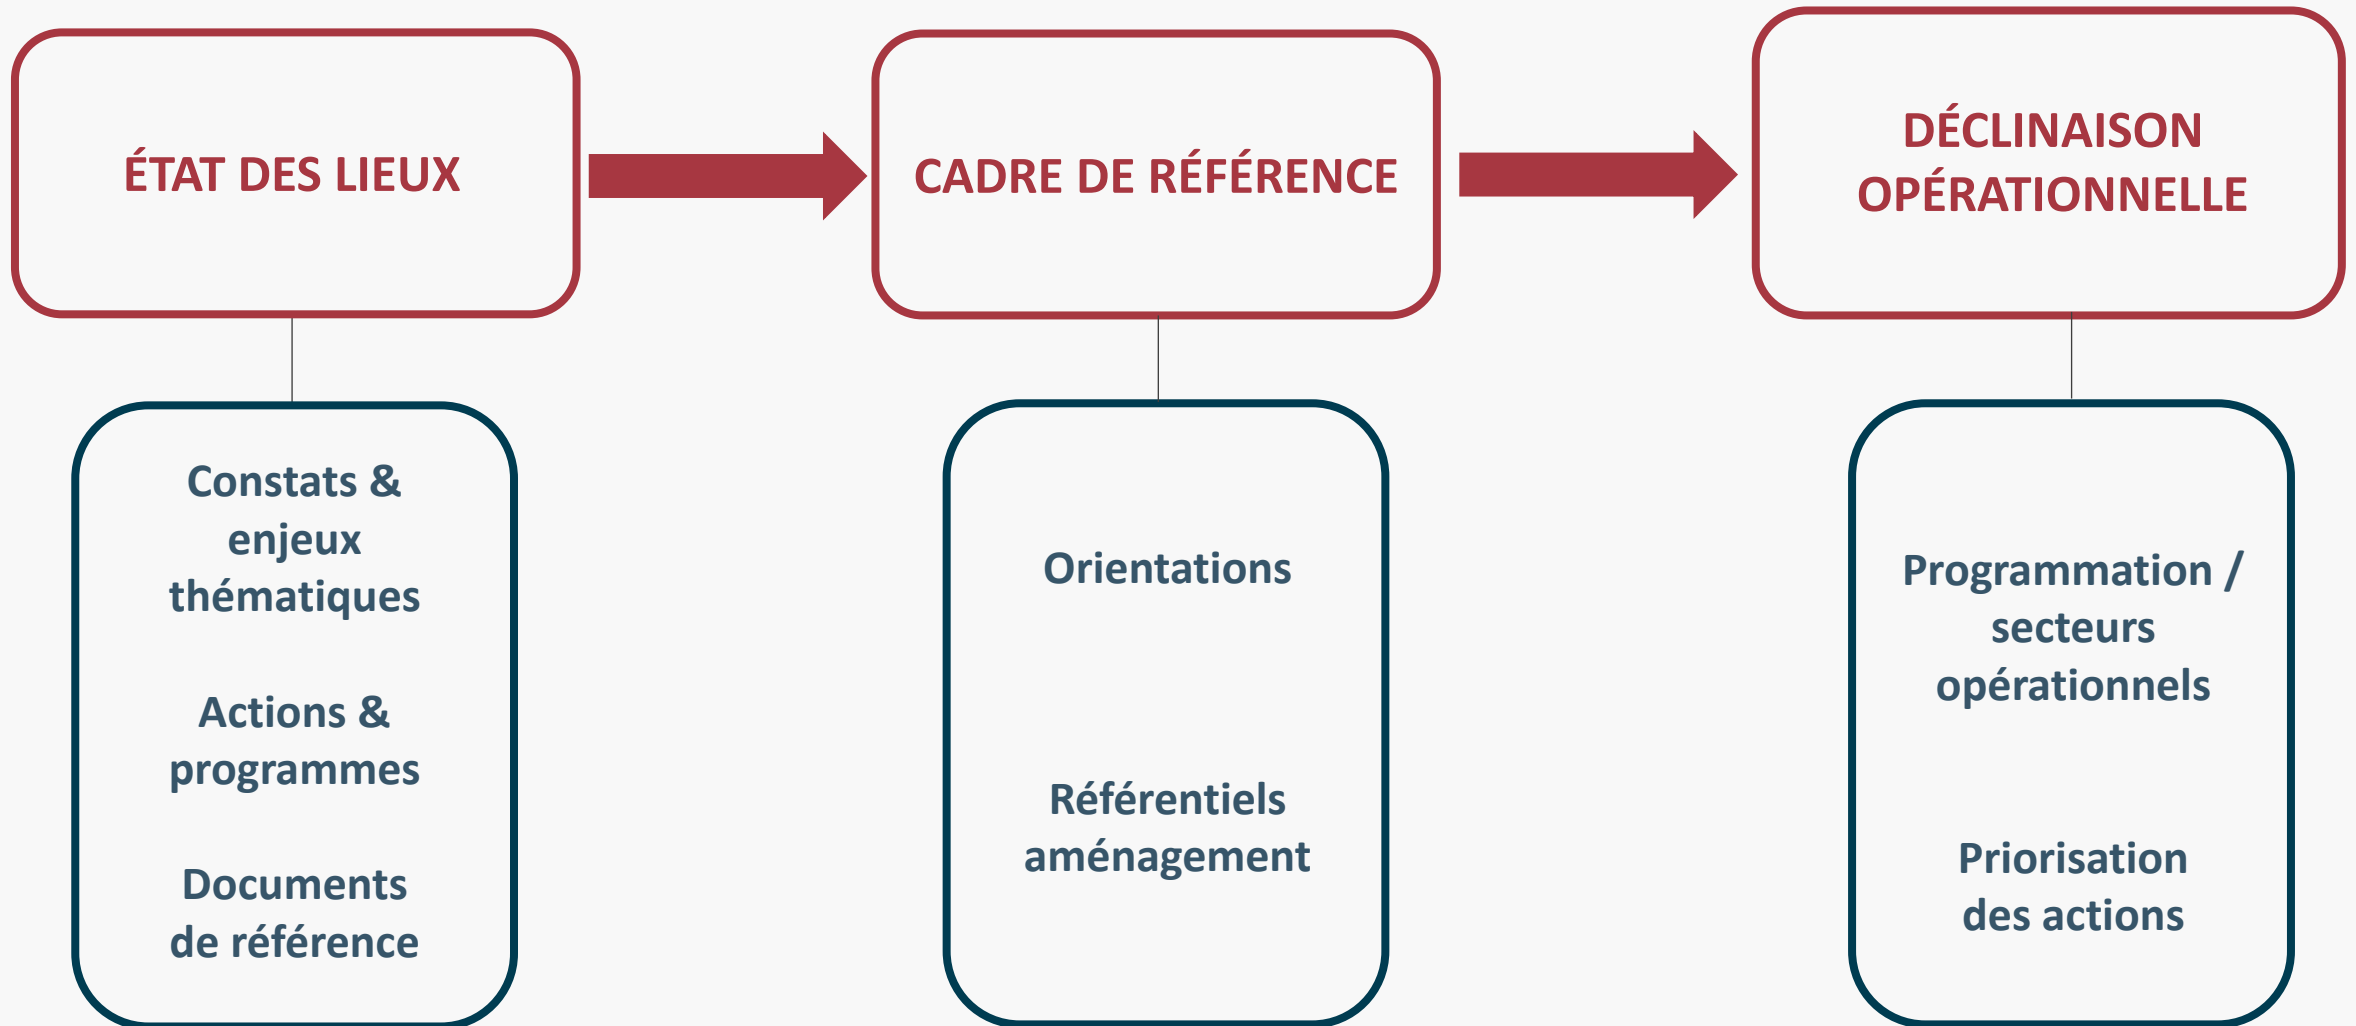 ÉTAT DES LIEUX
CADRE DE RÉFÉRENCE
DÉCLINAISON
OPÉRATIONNELLE
Constats &
enjeux
thématiques
Actions &
programmes
Documents
de référence
Orientations
Référentiels
aménagement
Programmation /
secteurs
opérationnels
Priorisation
des actions